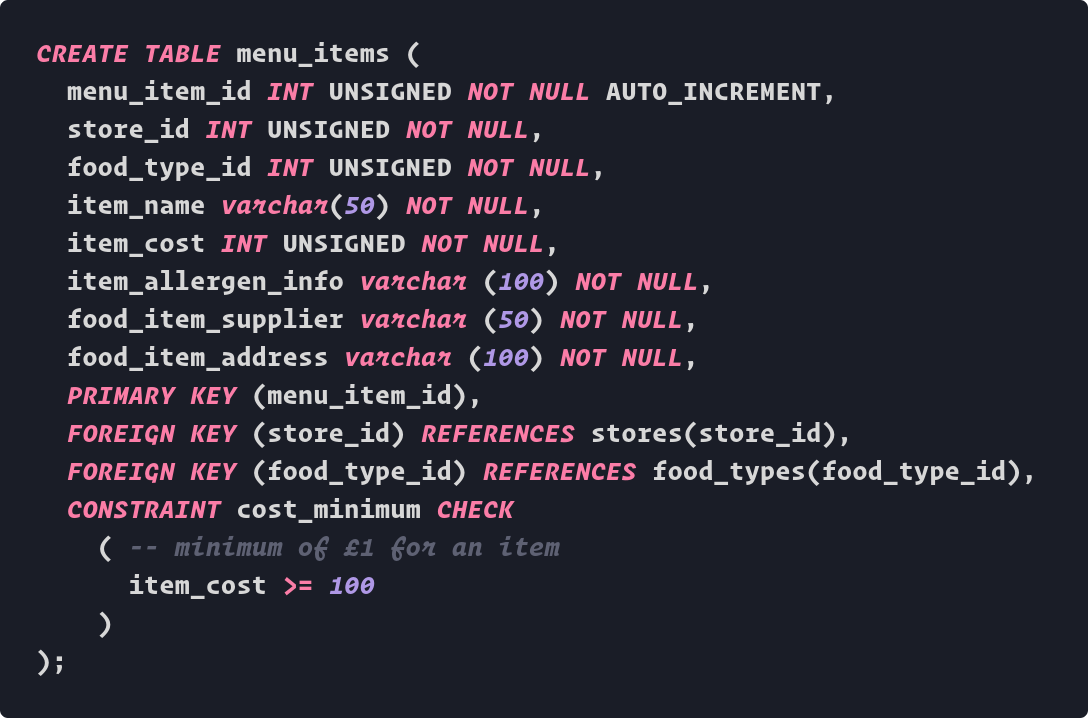 CREATE TABLE menu_items (
  menu_item_id INT UNSIGNED NOT NULL AUTO_INCREMENT,
  store_id INT UNSIGNED NOT NULL,
  food_type_id INT UNSIGNED NOT NULL,
  item_name varchar(50) NOT NULL,
  item_cost INT UNSIGNED NOT NULL,
  item_allergen_info varchar (100) NOT NULL,
  food_item_supplier varchar (50) NOT NULL,
  food_item_address varchar (100) NOT NULL,
  PRIMARY KEY (menu_item_id),
  FOREIGN KEY (store_id) REFERENCES stores(store_id),
  FOREIGN KEY (food_type_id) REFERENCES food_types(food_type_id),
  CONSTRAINT cost_minimum CHECK
    ( -- minimum of £1 for an item
      item_cost >= 100
    )
);